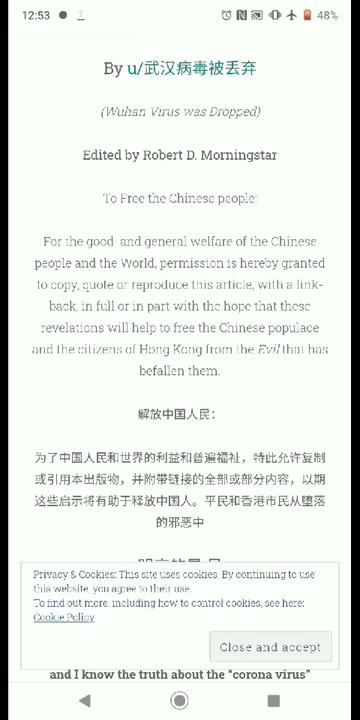 12:53
48%
By u/武汉病毒被丢弃
(Wuhan Virus was Dropped)
Edited by Robert D. Morningstar
To Free the Chinese people:
For the good and general welfare of the Chinese
people and the World, permission is hereby granted
to copy, quote or reproduce this article, with a link-
back, in full or in part with the hope that these
revelations will help to free the Chinese populace
and the citizens of Hong Kong from the Evil that has
befallen them.
解放中国人民：
为了中国人民和世界的利益和普遍福祉，特此允许复制
或引用本出版物，并附带链接的全部或部分内容，以期
这些启示将有助于释放中国人。平民和香港市民从堕落
的邪恶中
Privacy & Cookies: This site uses cookies. By continuing to use
this website, you agree to their use.
To find out more, including how to control cookies, see here:
Cookie Policy
Close and accept
and I know the truth about the “corona virus”